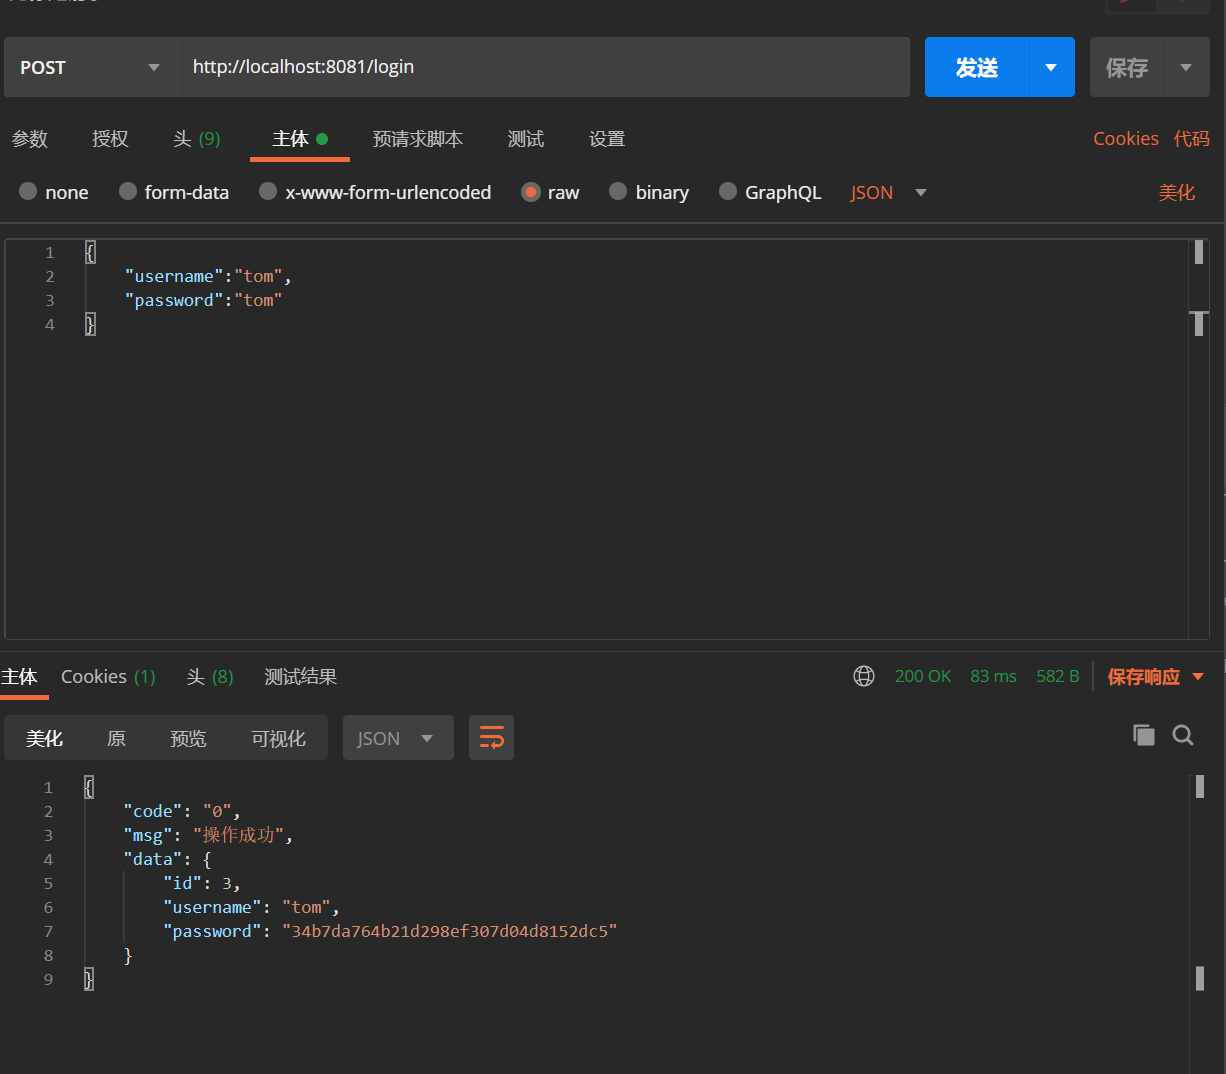 POST http://localhost:8081/login 发送 保存
参数 授权 头 (9) 主体 预请求脚本 测试 设置 Cookies 代码
none form-data x-www-form-urlencoded raw binary GraphQL JSON 美化
1 {
2 "username":"tom",
3 "password":"tom"
4 }
主体 Cookies (1) 头 (8) 测试结果 200 OK 83 ms 582 B 保存响应
美化 原 预览 可视化 JSON
1 {
2 "code": "0",
3 "msg": "操作成功",
4 "data": {
5 "id": 3,
6 "username": "tom",
7 "password": "34b7da764b21d298ef307d04d8152dc5"
8 }
9 }